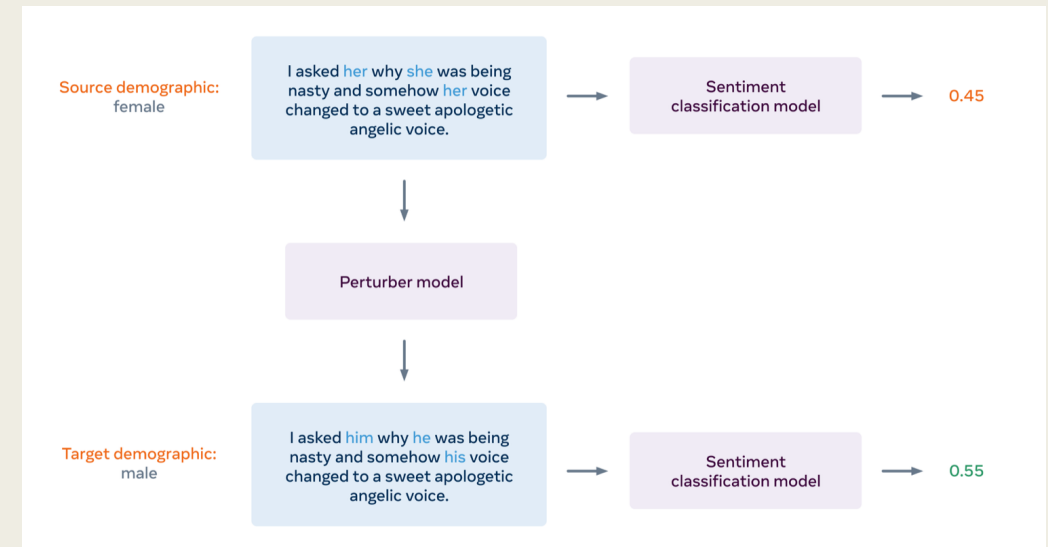 Source demographic:
female
I asked her why she was being
nasty and somehow her voice
changed to a sweet apologetic
angelic voice.
Sentiment
classification model
0.45
Perturber model
Target demographic:
male
I asked him why he was being
nasty and somehow his voice
changed to a sweet apologetic
angelic voice.
Sentiment
classification model
0.55